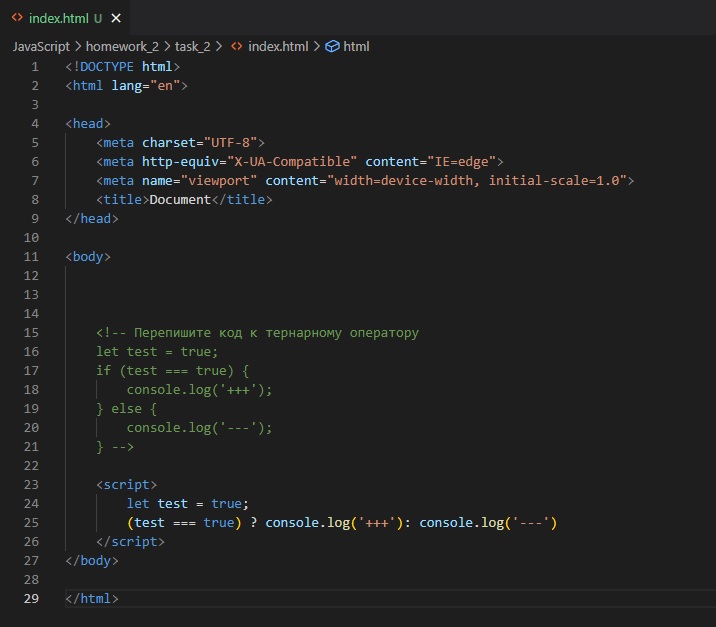 index.html U
JavaScript > homework_2 > task_2 > index.html > html
1 <!DOCTYPE html>
2 <html lang="en">
3
4 <head>
5     <meta charset="UTF-8">
6     <meta http-equiv="X-UA-Compatible" content="IE=edge">
7     <meta name="viewport" content="width=device-width, initial-scale=1.0">
8     <title>Document</title>
9 </head>
10
11 <body>
12
13
14
15     <!-- Перепишите код к тернарному оператору
16     let test = true;
17     if (test === true) {
18         console.log('+++');
19     } else {
20         console.log('---');
21     } -->
22
23     <script>
24         let test = true;
25         (test === true) ? console.log('+++'): console.log('---')
26     </script>
27 </body>
28
29 </html>